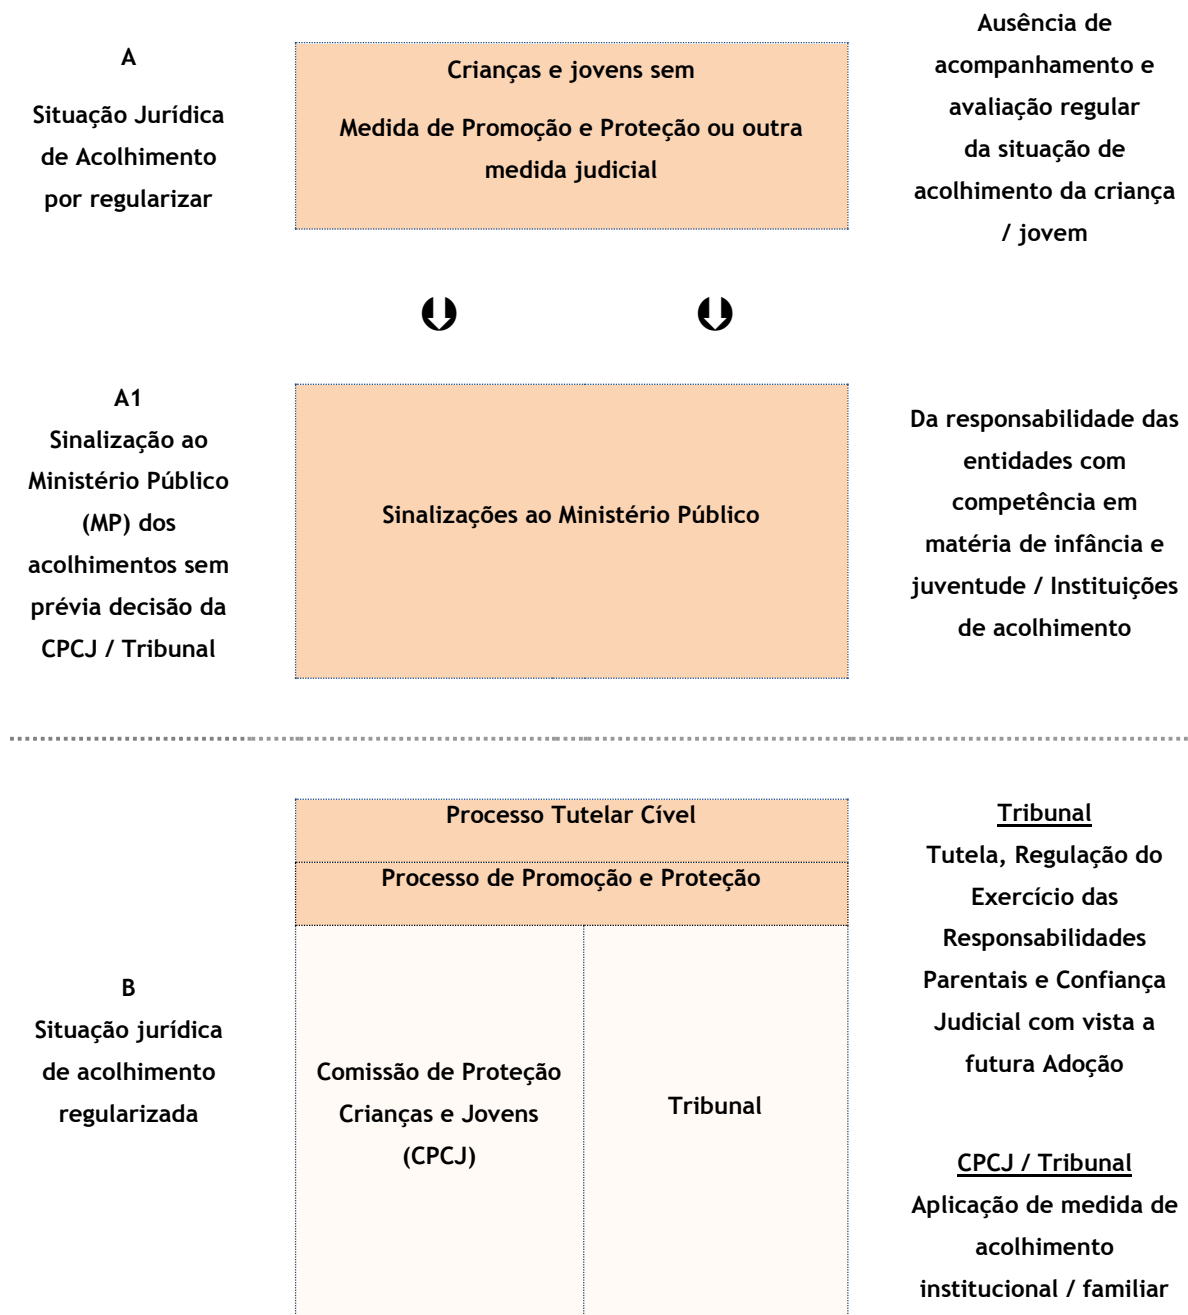 A
Situação Jurídica
de Acolhimento
por regularizar
Crianças e jovens sem
Medida de Promoção e Proteção ou outra
medida judicial
Ausência de
acompanhamento e
avaliação regular
da situação de
acolhimento da criança
/ jovem
A1
Sinalização ao
Ministério Público
(MP) dos
acolhimentos sem
prévia decisão da
CPCJ / Tribunal
Sinalizações ao Ministério Público
Da responsabilidade das
entidades com
competência em
matéria de infância e
juventude / Instituições
de acolhimento
B
Situação jurídica
de acolhimento
regularizada
Processo Tutelar Cível
Processo de Promoção e Proteção
Comissão de Proteção
Crianças e Jovens
(CPCJ)
Tribunal
Tribunal
Tutela, Regulação do
Exercício das
Responsabilidades
Parentais e Confiança
Judicial com vista a
futura Adoção
CPCJ / Tribunal
Aplicação de medida de
acolhimento
institucional / familiar